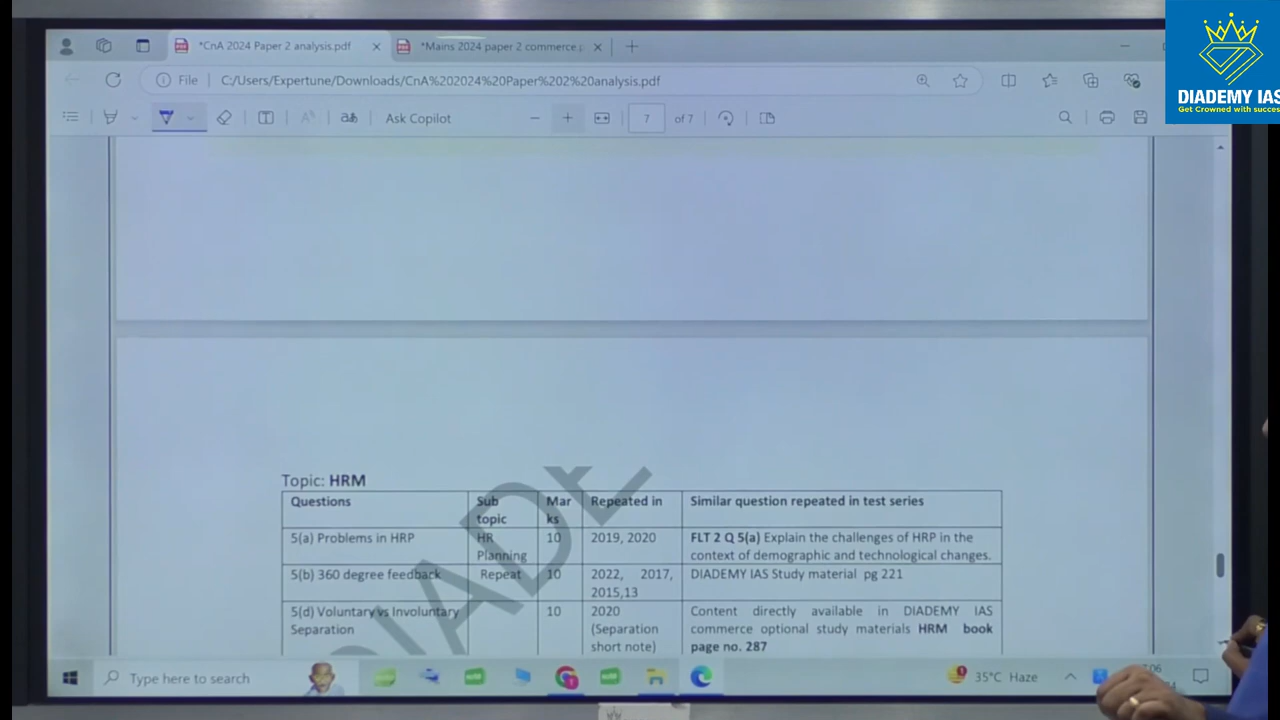 *CnA 2024 Paper 2 analysis.pdf
*Mains 2024 paper 2 commerce
File
C:/Users/Expertune/Downloads/CnA%202024%20Paper%202%20analysis.pdf
DIADEMY IAS
Get Crowned with succes
Ask Copilot
7 of 7
Topic: HRM
Questions Sub topic Mar ks Repeated in Similar question repeated in test series
5(a) Problems in HRP HR Planning 10 2019, 2020 FLT 2 Q 5(a) Explain the challenges of HRP in the
context of demographic and technological changes.
5(b) 360 degree feedback Repeat 10 2022, 2017, 2015,13 DIADEMY IAS Study material pg 221
5(d) Voluntary vs Involuntary Separation 10 2020 (Separation short note) Content directly available in DIADEMY IAS
commerce optional study materials HRM book
page no. 287
DIADE
Type here to search
35°C Haze